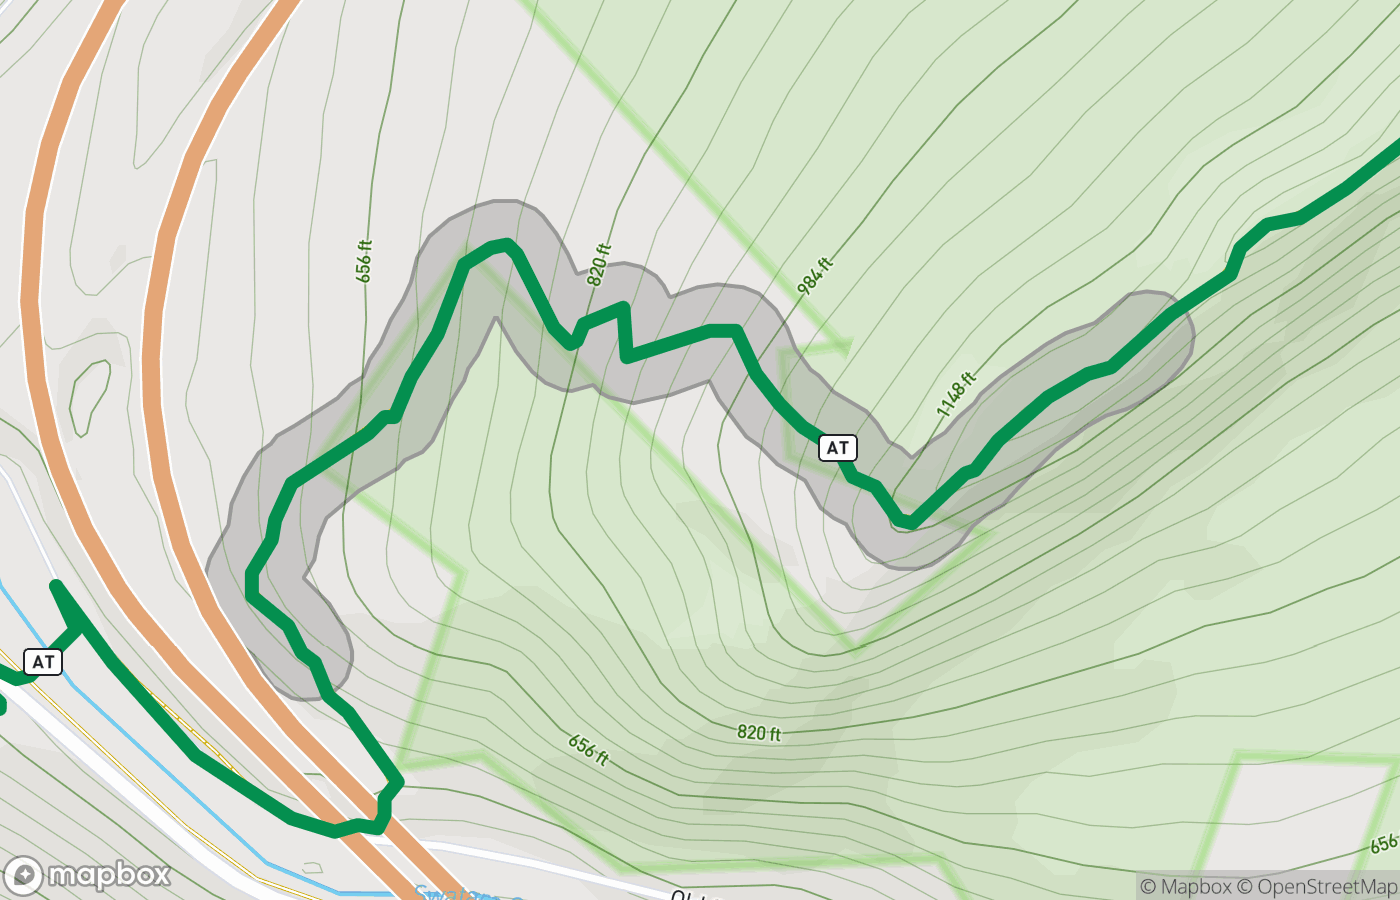 656 ft
820 ft
984 ft
1148 ft
AT
AT
820 ft
656 ft
656
mapbox
© Mapbox © OpenStreetMap